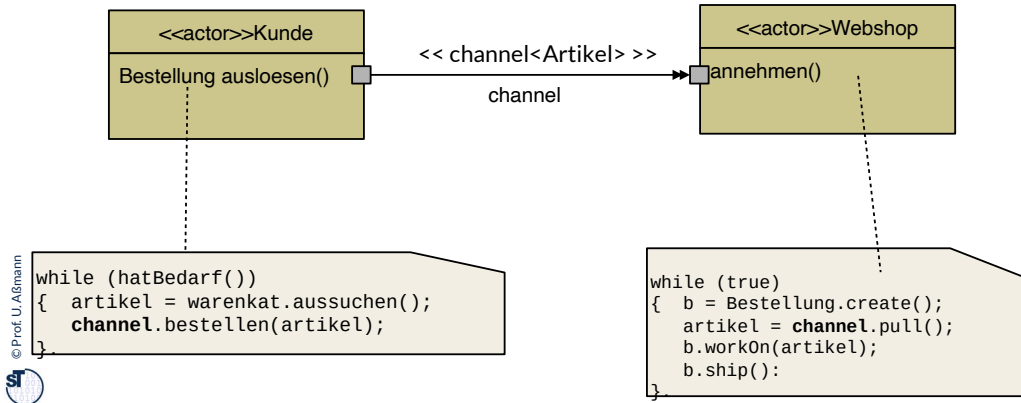 <<actor>>Kunde
Bestellung ausloesen()
<< channel<Artikel> >>
channel
<<actor>>Webshop
annehmen()
while (hatBedarf())
{ artikel = warenkat.aussuchen();
channel.bestellen(artikel);
}.
while (true)
{ b = Bestellung.create();
artikel = channel.pull();
b.workOn(artikel);
b.ship():
}.
© Prof. U. Aßmann
ST